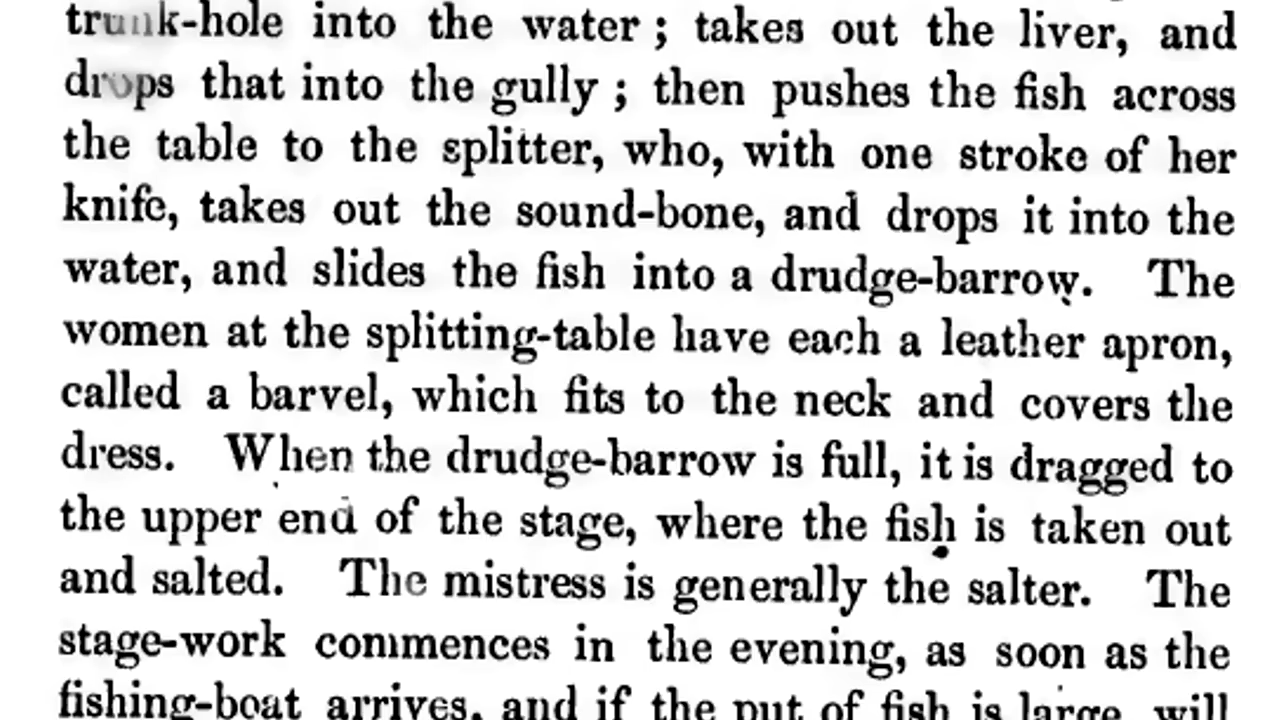 trunk-hole into the water ; takes out the liver, and
drops that into the gully ; then pushes the fish across
the table to the splitter, who, with one stroke of her
knife, takes out the sound-bone, and drops it into the
water, and slides the fish into a drudge-barrow. The
women at the splitting-table have each a leather apron,
called a barvel, which fits to the neck and covers the
dress. When the drudge-barrow is full, it is dragged to
the upper end of the stage, where the fish is taken out
and salted. The mistress is generally the salter. The
stage-work commences in the evening, as soon as the
fishing-boat arrives, and if the put of fish is large, will